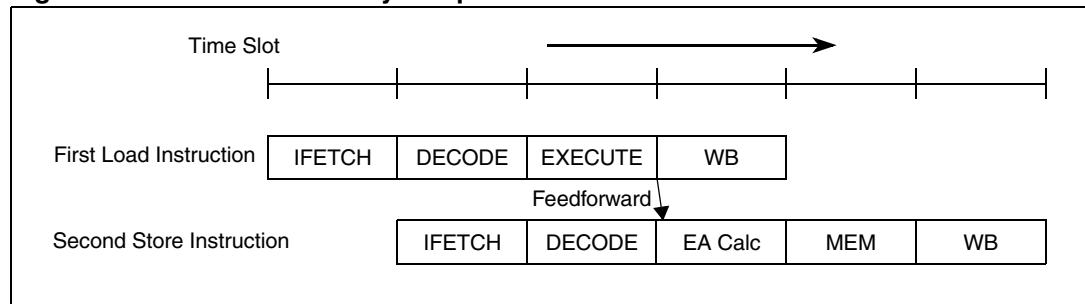 Time Slot
First Load Instruction IFETCH DECODE EXECUTE WB
Feedforward
Second Store Instruction IFETCH DECODE EA Calc MEM WB